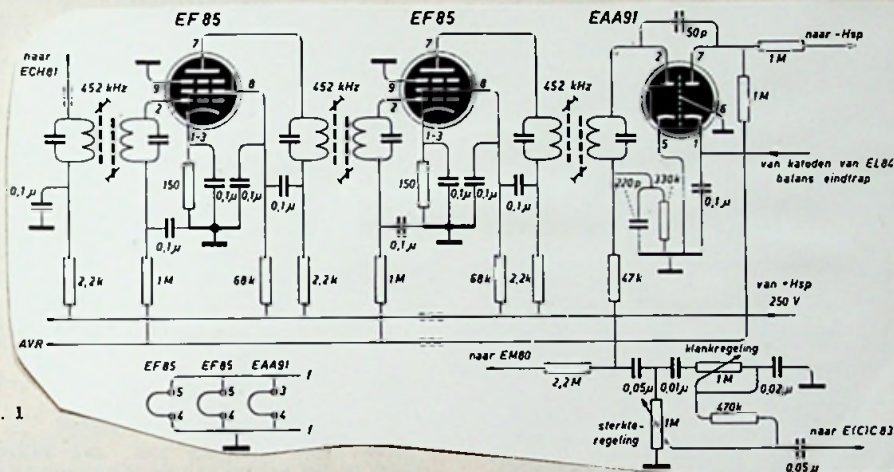 EF85
EF85
EAA91
naar
ECH81
452 kHz
452 kHz
452 kHz
50p
naar -Hsp
1M
1M
7
7
2
7
9
8
2
9
8
2
6
1-3
1-3
5
1
van katoden van EL84
balans eindtrap
0,1µ
150
0,1µ
0,1µ
0,1µ
0,1µ
150
0,1µ
0,1µ
0,1µ
0,1µ
220p
330k
0,1µ
2,2k
1M
68k
2,2k
1M
68k
2,2k
47k
van +Hsp
250 V
AVR
naar EM80
klankregeling
2,2M
0,05µ
0,01µ
1M
0,02µ
470k
sterkte-
regeling
1M
naar E(C)C83
0,05µ
EF85
EF85
EAA91
f
5
5
3
4
4
4
f
. 1